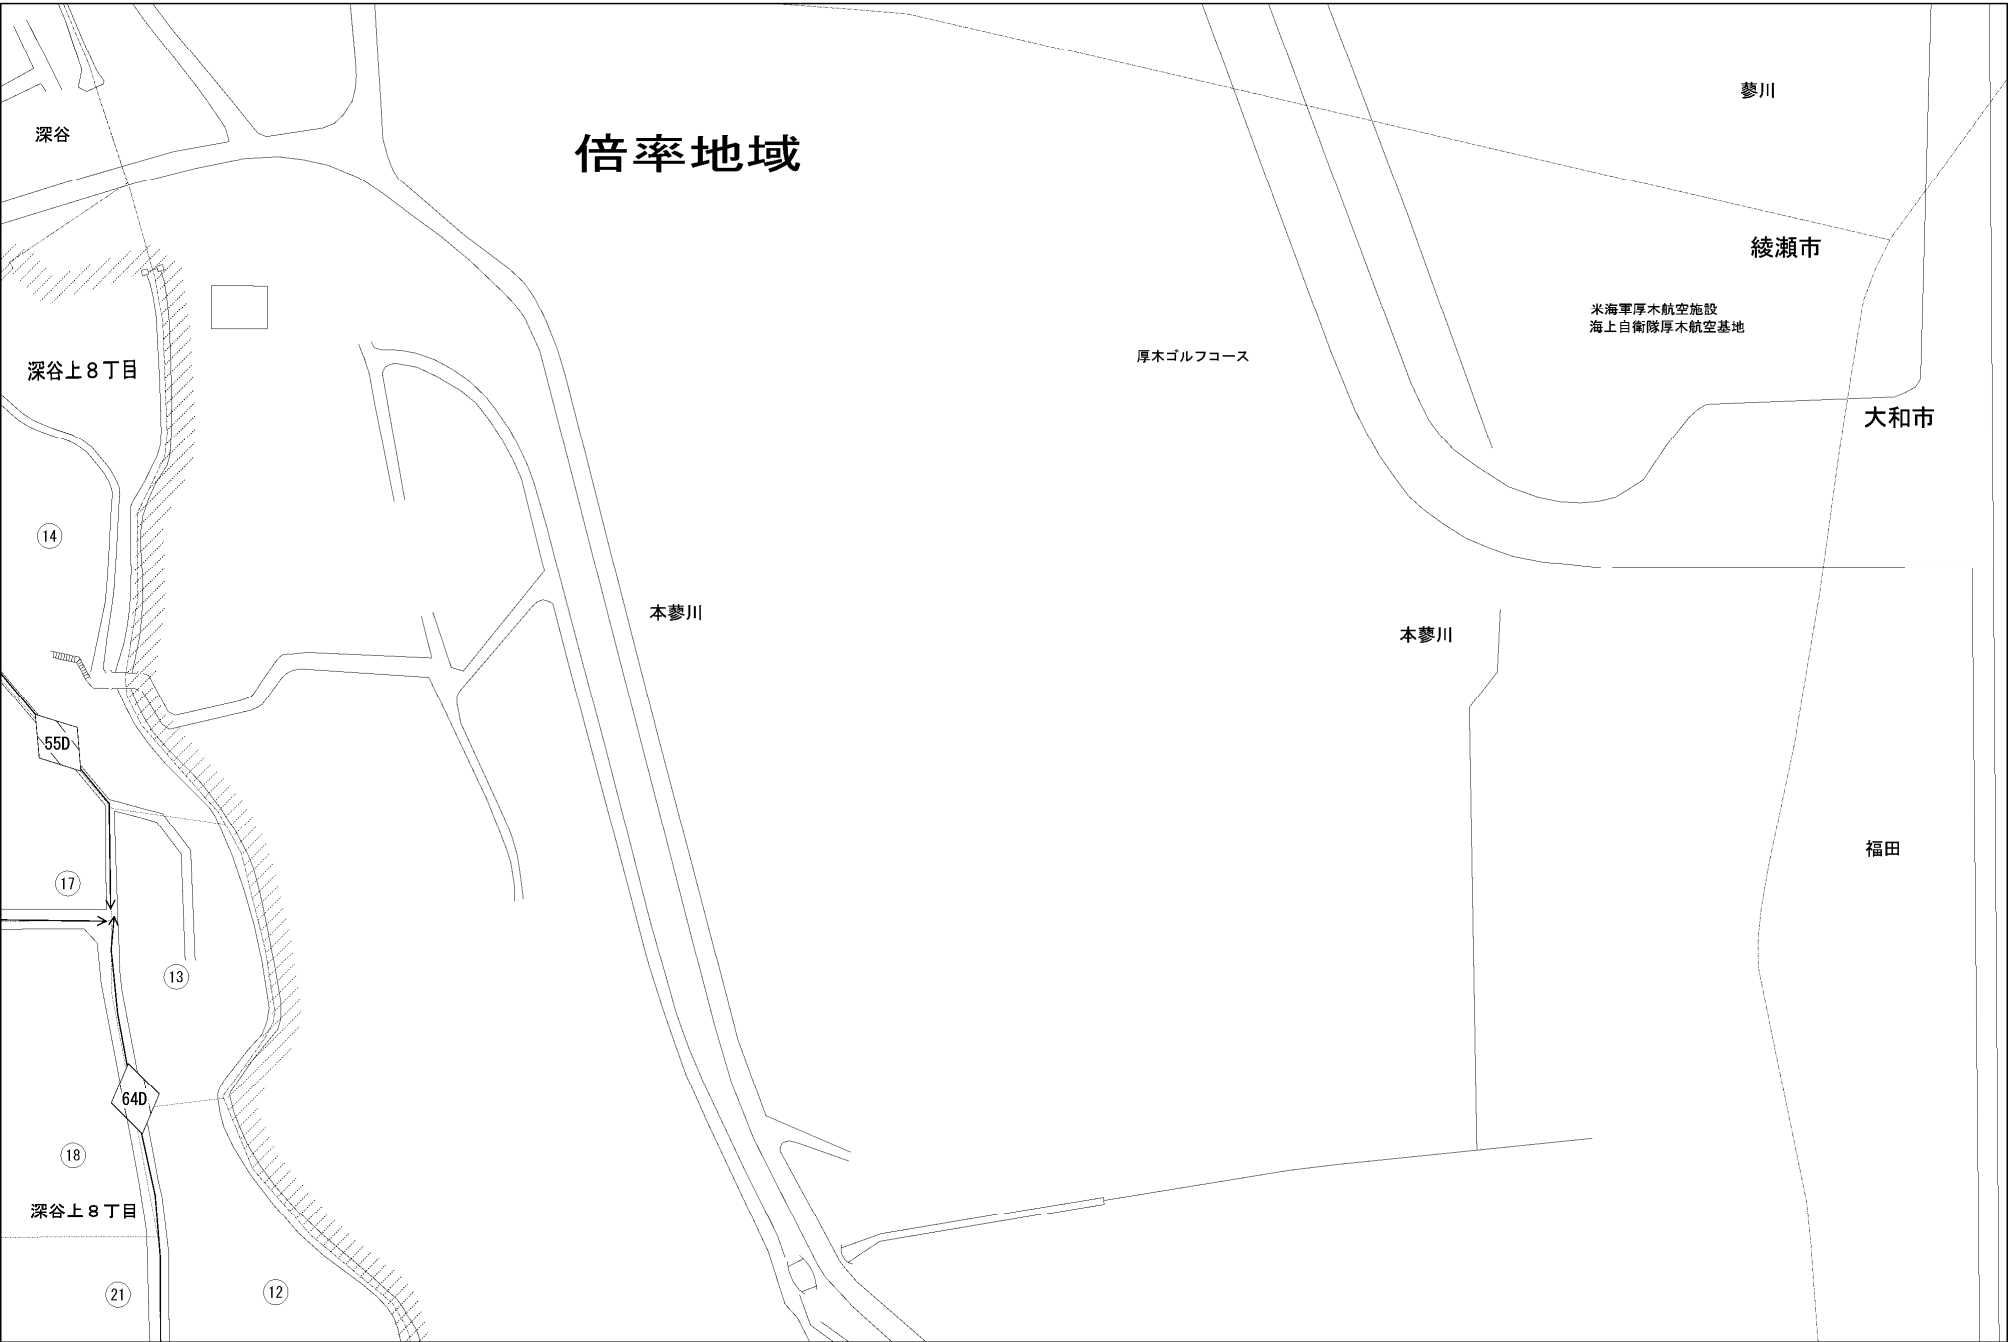 蓼川
深谷
倍率地域
綾瀬市
米海軍厚木航空施設
海上自衛隊厚木航空基地
厚木ゴルフコース
深谷上８丁目
大和市
14
本蓼川
本蓼川
55D
福田
17
13
64D
18
深谷上８丁目
21
12